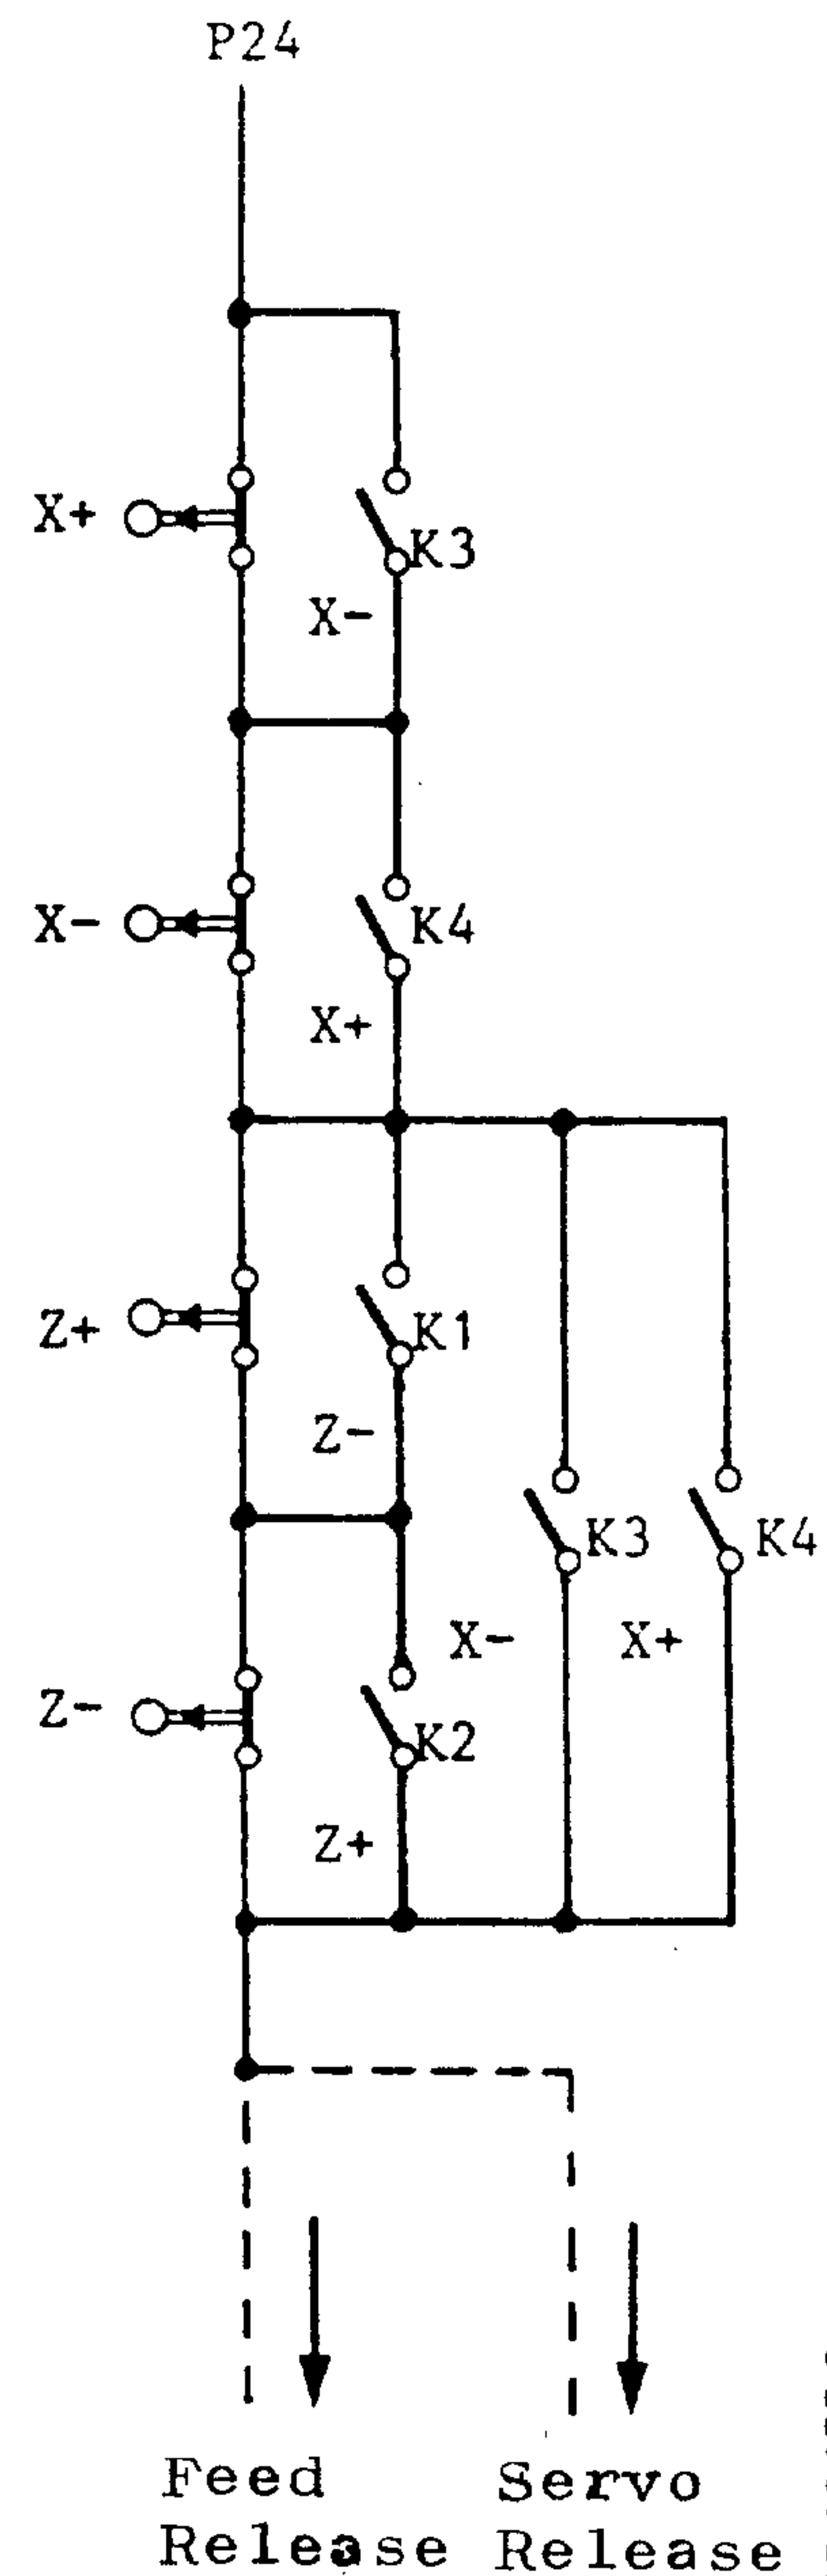 P24
X+
K3
X-
X-
K4
X+
Z+
K1
Z-
K3
K4
X-
X+
Z-
K2
Z+
Feed
Release
Servo
Release